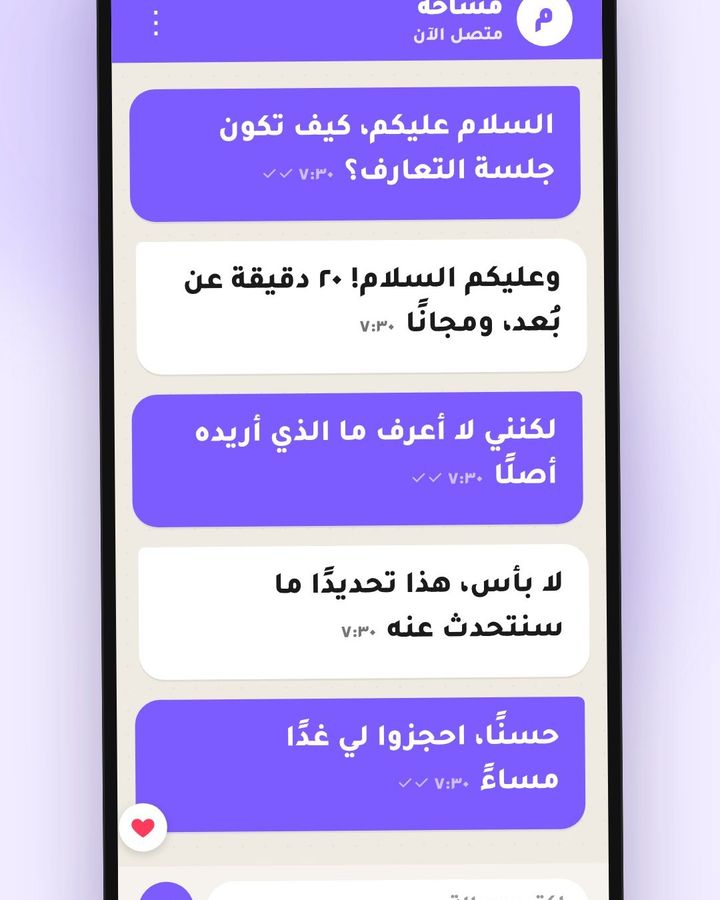 مساحة
م
متصل الآن
السلام عليكم، كيف تكون
جلسة التعارف؟ ٧:٣٠
وعليكم السلام! ٢٠ دقيقة عن
بُعد، ومجانًا ٧:٣٠
لكنني لا أعرف ما الذي أريده
أصلًا ٧:٣٠
لا بأس، هذا تحديدًا ما
سنتحدث عنه ٧:٣٠
حسنًا، احجزوا لي غدًا
مساءً ٧:٣٠